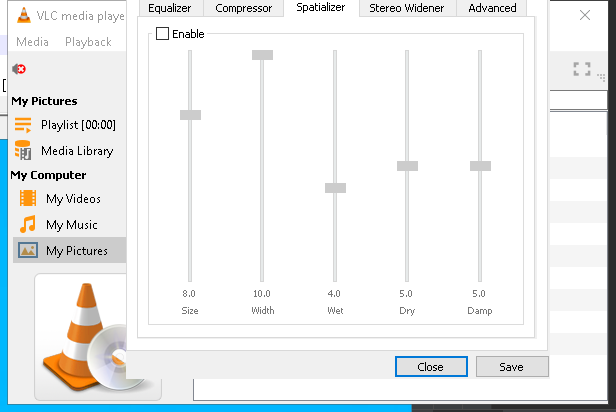 VLC media playe
Media Playback
My Pictures
Playlist [00:00]
Media Library
My Computer
My Videos
My Music
My Pictures
Equalizer Compressor Spatializer Stereo Widener Advanced
Enable
8.0 10.0 4.0 5.0 5.0
Size Width Wet Dry Damp
Close Save